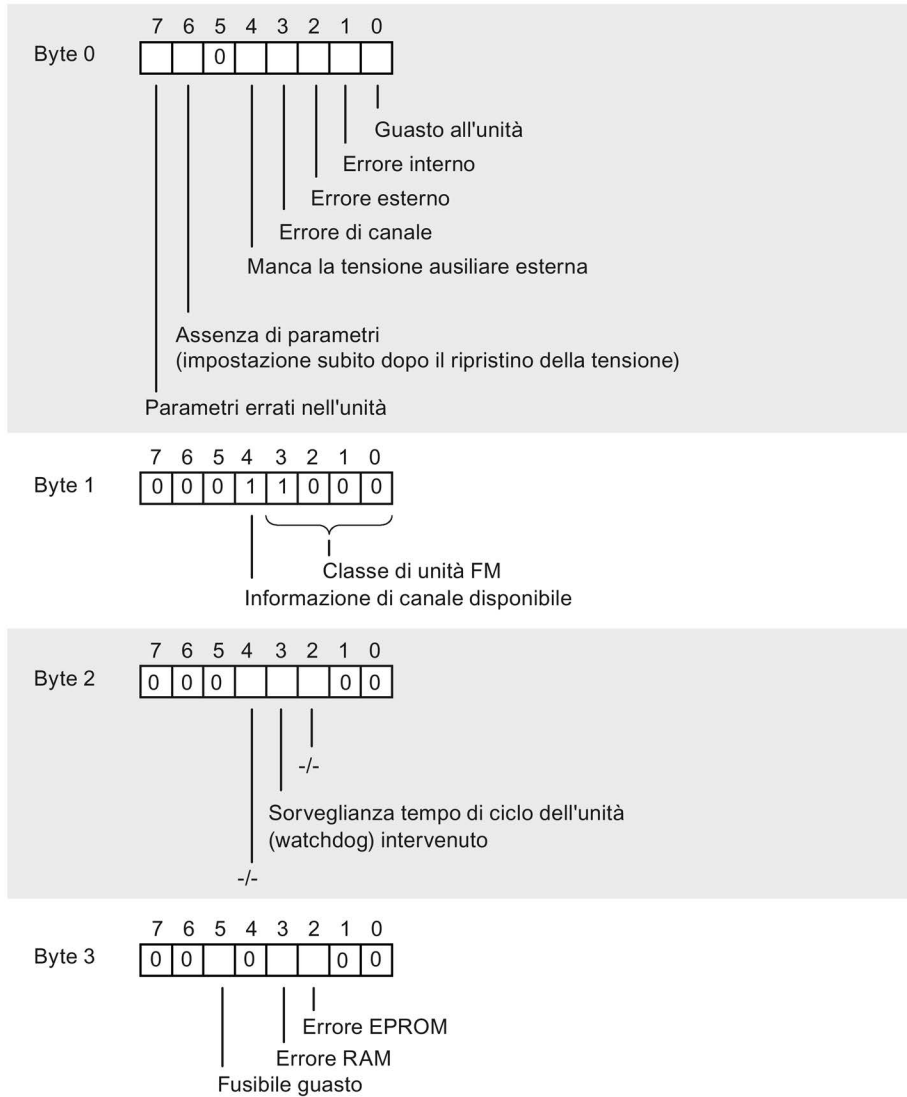 7 6 5 4 3 2 1 0
Byte 0 0
Guasto all'unità
Errore interno
Errore esterno
Errore di canale
Manca la tensione ausiliare esterna
Assenza di parametri
(impostazione subito dopo il ripristino della tensione)
Parametri errati nell'unità
7 6 5 4 3 2 1 0
Byte 1 0 0 0 1 1 0 0 0
Classe di unità FM
Informazione di canale disponibile
7 6 5 4 3 2 1 0
Byte 2 0 0 0 0 0
-/-
Sorveglianza tempo di ciclo dell'unità
(watchdog) intervenuto
-/-
7 6 5 4 3 2 1 0
Byte 3 0 0 0 0 0
Errore EPROM
Errore RAM
Fusibile guasto